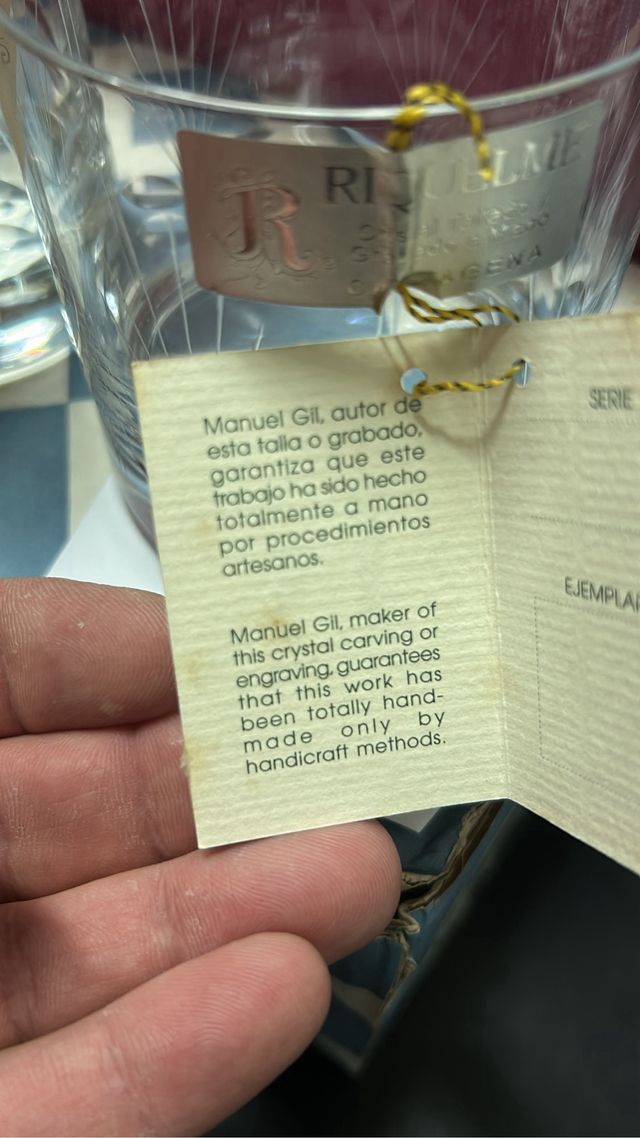 R
RIQUELME
CARTAGENA
Manuel Gil, autor de
esta talla o grabado,
garantiza que este
trabajo ha sido hecho
totalmente a mano
por procedimientos
artesanos.
Manuel Gil, maker of
this crystal carving or
engraving, guarantees
that this work has
been totally hand-
made only by
handicraft methods.
SERIE